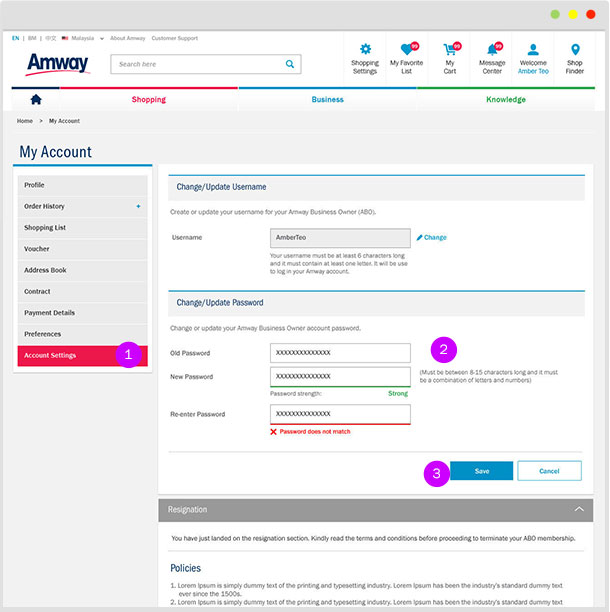 EN | BM | 中文 Malaysia About Amway Customer Support
Amway
Search here
Shopping Settings
99
My Favorite List
99
My Cart
99
Message Center
Welcome Amber Teo
Shop Finder
Shopping
Business
Knowledge
Home > My Account
My Account
Profile
Order History +
Shopping List
Voucher
Address Book
Contract
Payment Details
Preferences
Account Settings
1
Change/Update Username
Create or update your username for your Amway Business Owner (ABO).
Username AmberTeo Change
Your username must be at least 6 characters long
and it must contain at least one letter. It will be use
to log in your Amway account.
Change/Update Password
Change or update your Amway Business Owner account password.
Old Password XXXXXXXXXXXXXX
2
New Password XXXXXXXXXXXXXX
(Must be between 8-15 characters long and it must
be a combination of letters and numbers)
Password strength: Strong
Re-enter Password XXXXXXXXXXXXXX
Password does not match
3
Save
Cancel
Resignation
You have just landed on the resignation section. Kindly read the terms and conditions before proceeding to terminate your ABO membership.
Policies
1. Lorem Ipsum is simply dummy text of the printing and typesetting industry. Lorem Ipsum has been the industry's standard dummy text
ever since the 1500s.
2. Lorem Ipsum is simply dummy text of the printing and typesetting industry. Lorem Ipsum has been the industry's standard dummy text